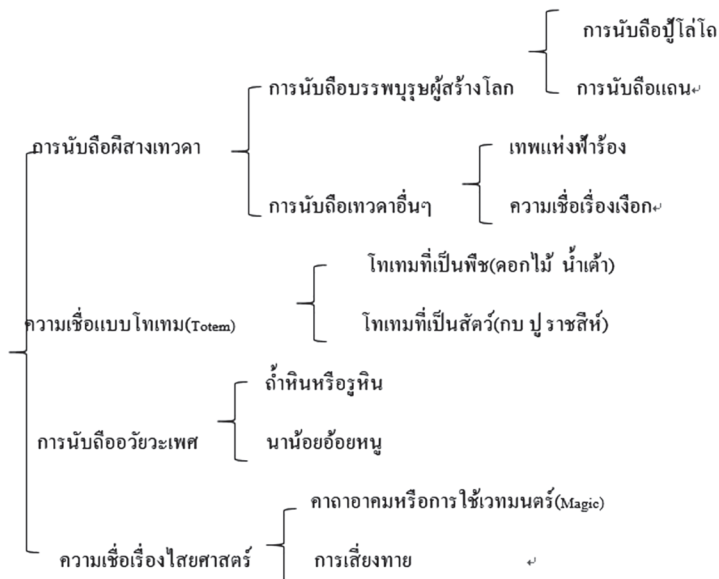 การนับถือปู้โล่โถ
การนับถือบรรพบุรุษผู้สร้างโลก
การนับถือแถน
การนับถือผีสางเทวดา
เทพแห่งฟ้าร้อง
การนับถือเทวดาอื่นๆ
ความเชื่อเรื่องเงือก
โทเทมที่เป็นพืช(ดอกไม้ น้ำเต้า)
ความเชื่อแบบโทเทม(Totem)
โทเทมที่เป็นสัตว์(กบ ปู ราชสีห์)
ถ้ำหินหรือรูหิน
การนับถืออวัยวะเพศ
นาน้อยอ้อยหนู
คาถาอาคมหรือการใช้เวทมนตร์(Magic)
ความเชื่อเรื่องไสยศาสตร์
การเสี่ยงทาย